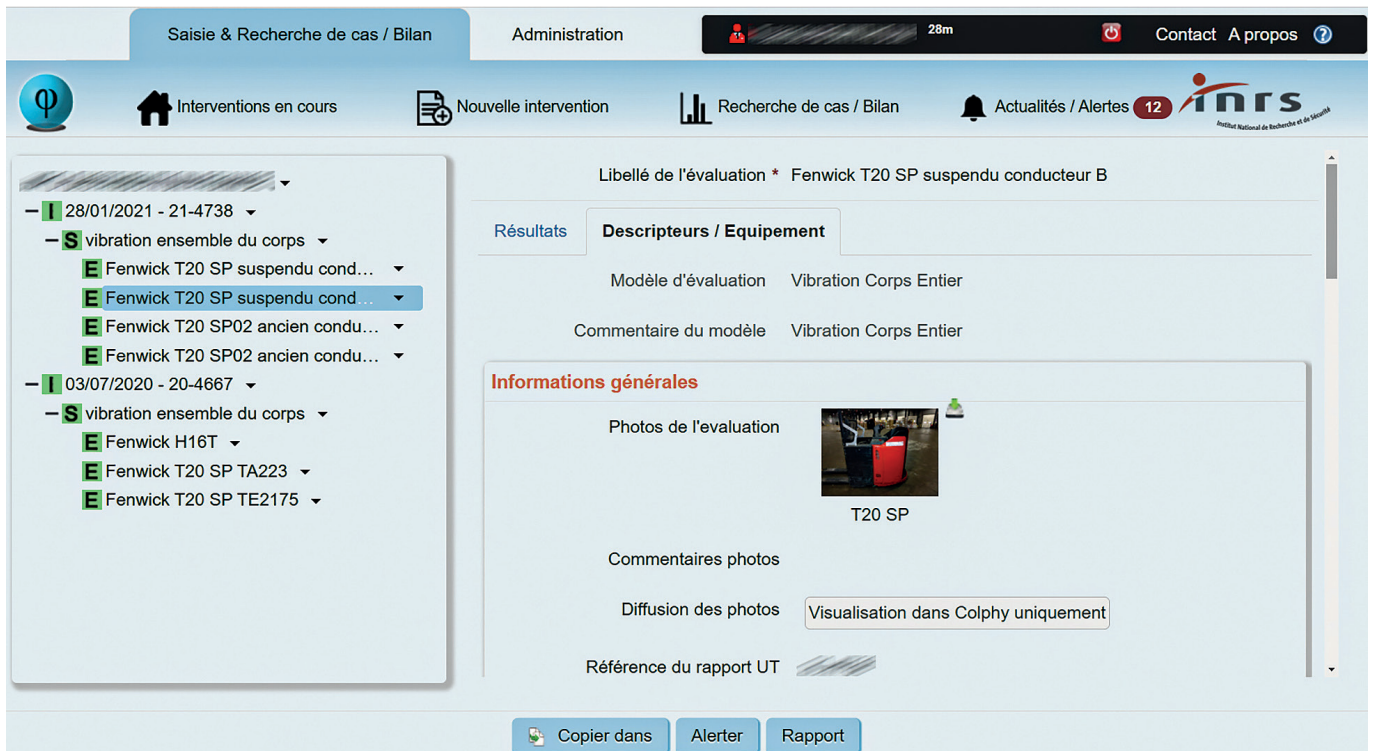 Saisie & Recherche de cas / Bilan
Administration
28m
Contact
A propos
?
φ
Interventions en cours
Nouvelle intervention
Recherche de cas / Bilan
Actualités / Alertes 12
inrs
Institut National de Recherche et de Sécurité
I 28/01/2021 - 21-4738
S vibration ensemble du corps
E Fenwick T20 SP suspendu cond...
E Fenwick T20 SP suspendu cond...
E Fenwick T20 SP02 ancien condu...
E Fenwick T20 SP02 ancien condu...
I 03/07/2020 - 20-4667
S vibration ensemble du corps
E Fenwick H16T
E Fenwick T20 SP TA223
E Fenwick T20 SP TE2175
Libellé de l'évaluation * Fenwick T20 SP suspendu conducteur B
Résultats
Descripteurs / Equipement
Modèle d'évaluation Vibration Corps Entier
Commentaire du modèle Vibration Corps Entier
Informations générales
Photos de l'evaluation
T20 SP
Commentaires photos
Diffusion des photos Visualisation dans Colphy uniquement
Référence du rapport UT
Copier dans
Alerter
Rapport